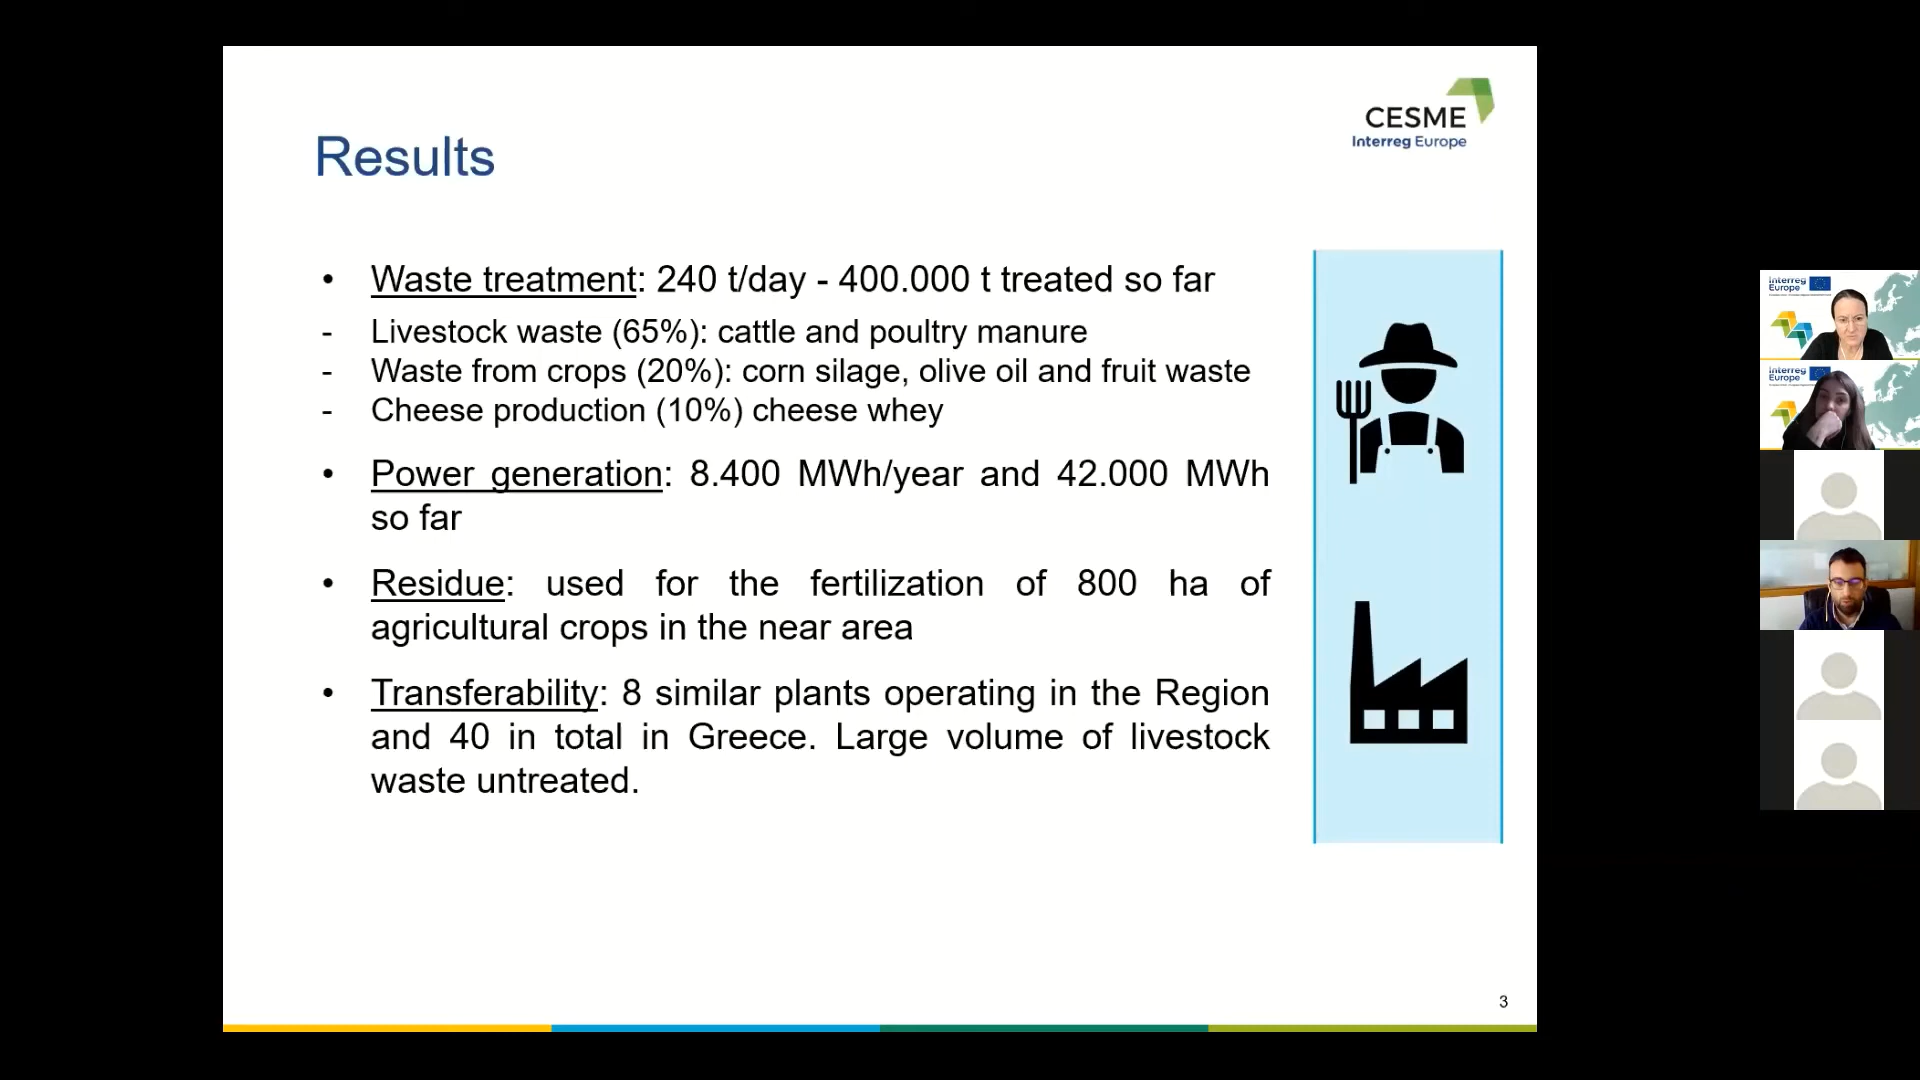 CESME
Interreg Europe
Results
• Waste treatment: 240 t/day - 400.000 t treated so far
- Livestock waste (65%): cattle and poultry manure
- Waste from crops (20%): corn silage, olive oil and fruit waste
- Cheese production (10%) cheese whey
• Power generation: 8.400 MWh/year and 42.000 MWh
so far
• Residue: used for the fertilization of 800 ha of
agricultural crops in the near area
• Transferability: 8 similar plants operating in the Region
and 40 in total in Greece. Large volume of livestock
waste untreated.
3
Interreg
Europe
Interreg
Europe